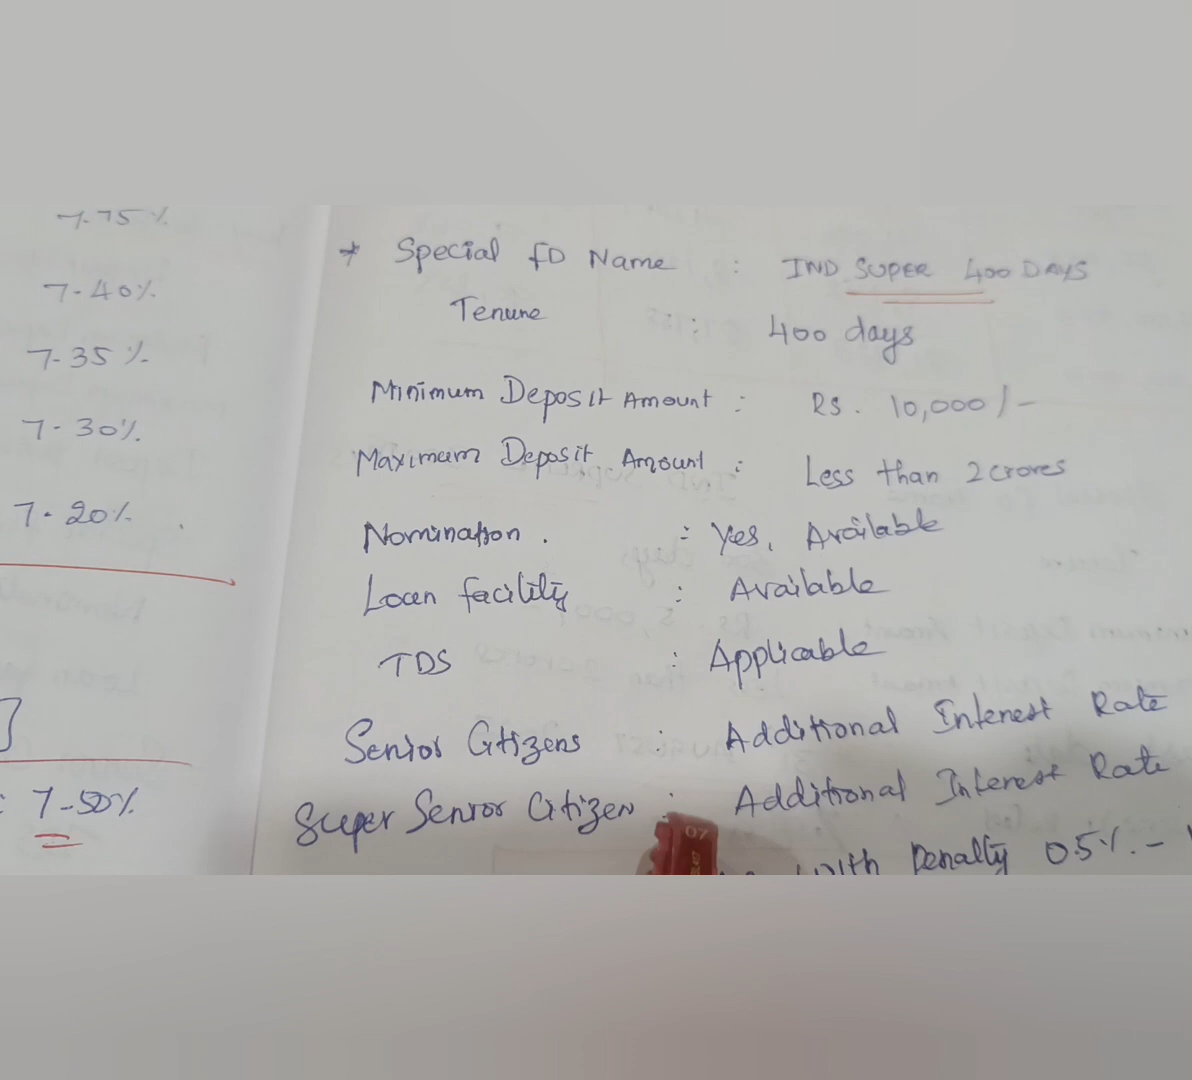 7.75%
7.40%
7.35%
7.30%
7.20%
: 7.50%
* Special FD Name : IND SUPER 400 DAYS
Tenure : 400 days
Minimum Deposit Amount : RS. 10,000/-
Maximum Deposit Amount : Less than 2 crores
Nomination : Yes, Available
Loan facility : Available
TDS : Applicable
Senior Citizens : Additional Interest Rate
Super Senior Citizen : Additional Interest Rate
with Penalty 0.5%. -
07